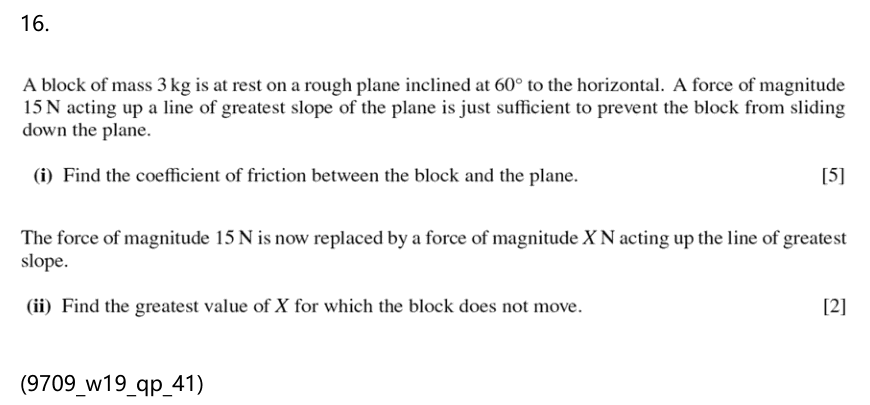 16.
A block of mass 3 kg is at rest on a rough plane inclined at 60° to the horizontal. A force of magnitude
15 N acting up a line of greatest slope of the plane is just sufficient to prevent the block from sliding
down the plane.
(i) Find the coefficient of friction between the block and the plane. [5]
The force of magnitude 15 N is now replaced by a force of magnitude X N acting up the line of greatest
slope.
(ii) Find the greatest value of X for which the block does not move. [2]
(9709_w19_qp_41)